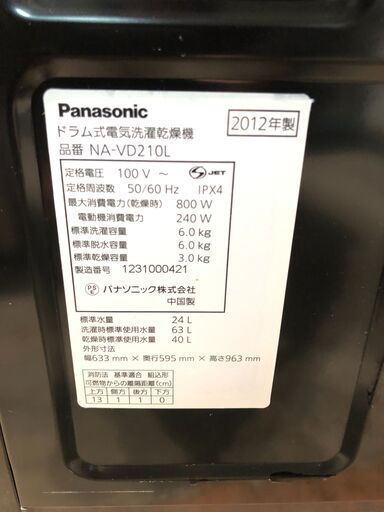 Panasonic
ドラム式電気洗濯乾燥機
2012年製
品番 NA-VD210L
定格電圧 100 V ～
JET
定格周波数 50/60 Hz IPX4
最大消費電力(乾燥時) 800 W
電動機消費電力 240 W
標準洗濯容量 6.0kg
標準脱水容量 6.0kg
標準乾燥容量 3.0kg
製造番号 1231000421
PSE
パナソニック株式会社
中国製
標準水量 24 L
洗濯時標準使用水量 63 L
乾燥時標準使用水量 40 L
外形寸法
幅633 mm × 奥行595 mm × 高さ963 mm
消防法 基準適合 組込形
可燃物からの離隔距離(cm)
上方 側方 後方 下方
13 1 1 0